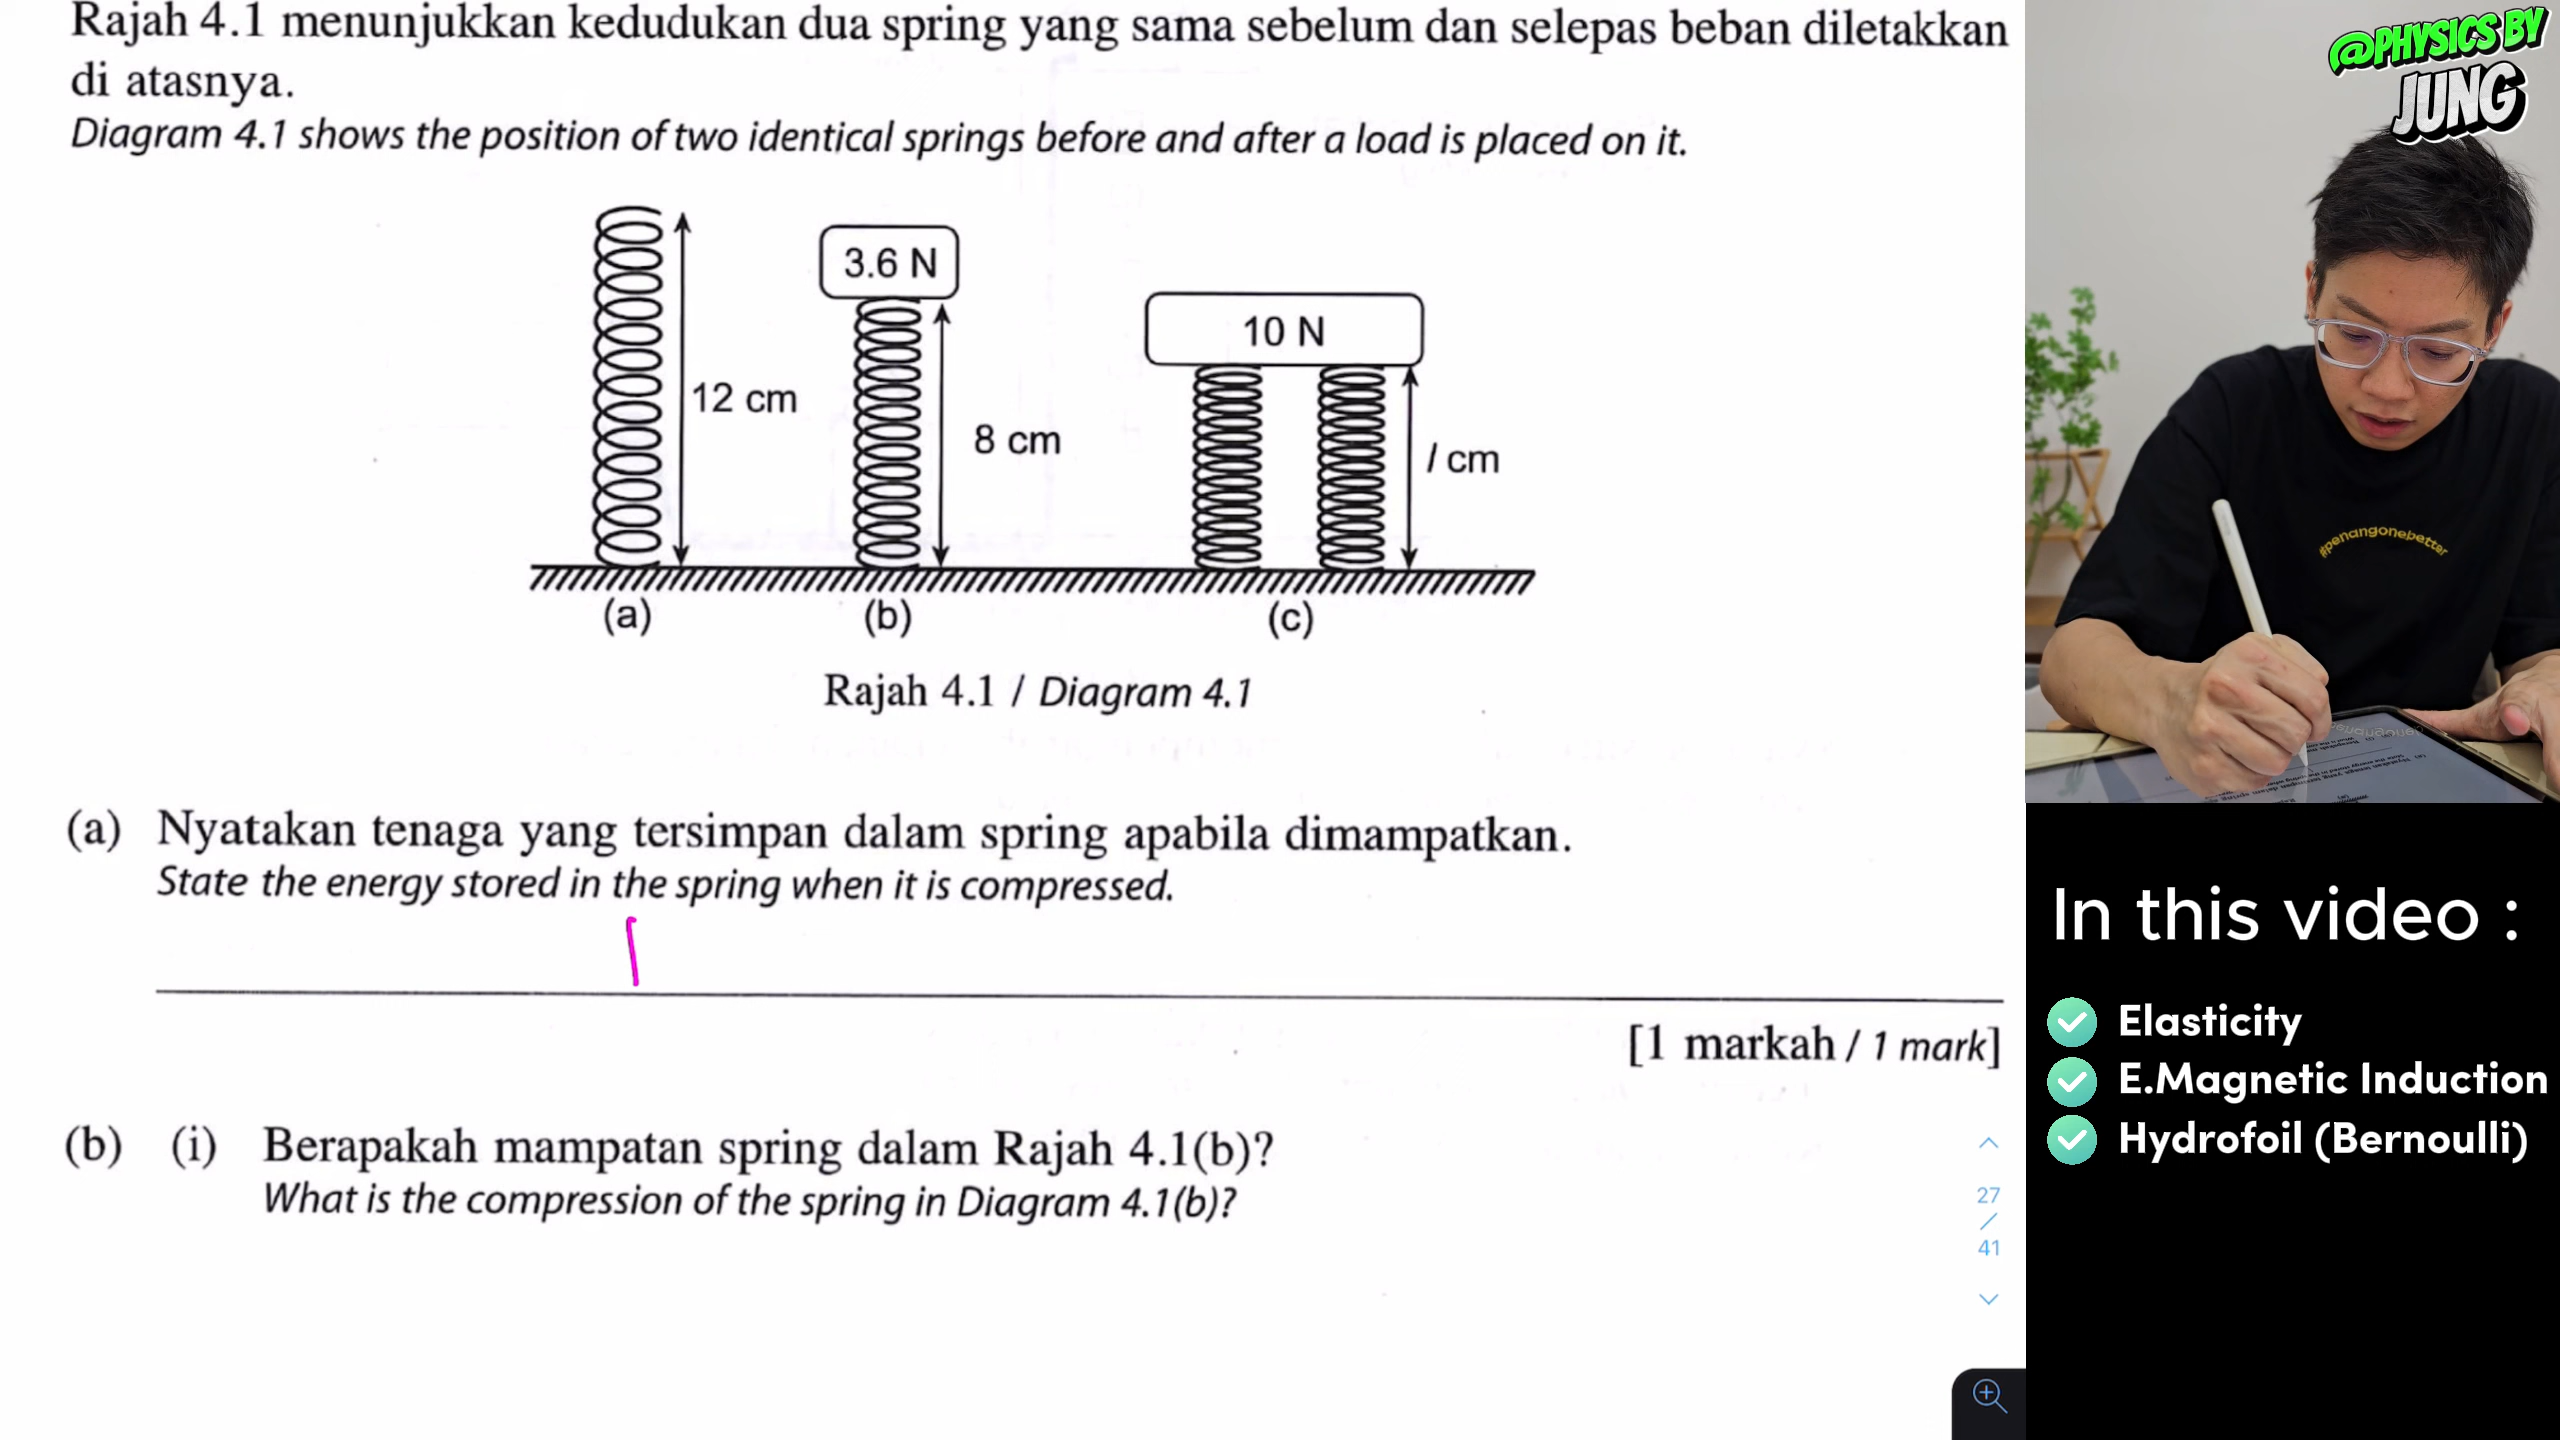 Rajah 4.1 menunjukkan kedudukan dua spring yang sama sebelum dan selepas beban diletakkan
di atasnya.
Diagram 4.1 shows the position of two identical springs before and after a load is placed on it.
3.6 N
10 N
12 cm
8 cm
l cm
(a)
(b)
(c)
Rajah 4.1 / Diagram 4.1
(a) Nyatakan tenaga yang tersimpan dalam spring apabila dimampatkan.
State the energy stored in the spring when it is compressed.
[1 markah / 1 mark]
(b) (i) Berapakah mampatan spring dalam Rajah 4.1(b)?
What is the compression of the spring in Diagram 4.1(b)?
27
/
41
@PHYSICS BY
JUNG
#penangonebetter
In this video :
Elasticity
E.Magnetic Induction
Hydrofoil (Bernoulli)